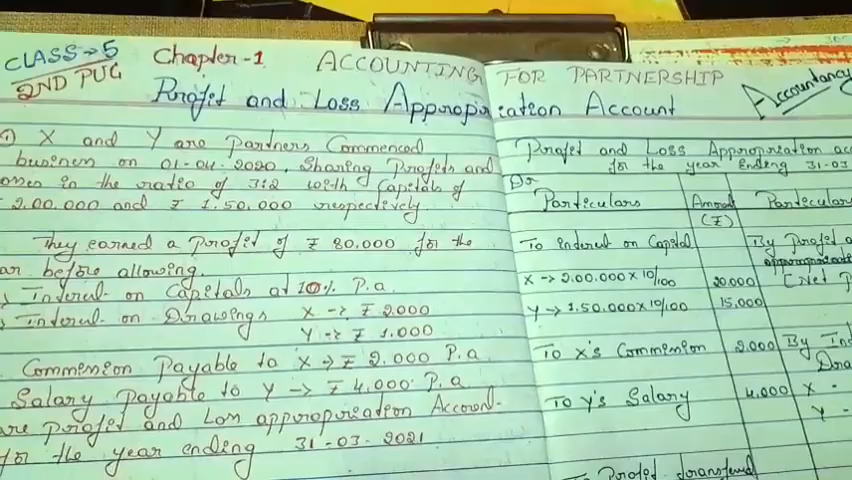 CLASS→5
2ND PUC
Chapter-1
ACCOUNTING FOR PARTNERSHIP
Accountancy
Profit and Loss Appropriation Account
X and Y are Partners Commenced
business on 01-04-2020, Sharing Profits and
in the ratio of 3:2 with Capitals of
2,00,000 and ₹ 1,50,000 respectively
They earned a Profit of ₹ 80,000 for the
before allowing.
Interest on Capitals at 10% P.a
Interest on Drawings X → ₹ 2,000
Y → ₹ 1,000
Commission Payable to X → ₹ 2,000 P.a
Salary Payable to Y → ₹ 4,000 P.a
profit and Loss appropriation Account
for the year ending 31-03-2021
Profit and Loss Appropriation
for the year Ending 31-03
Dr
Particulars
Amount
(₹)
To Interest on Capital
X → 2,00,000 × 10/100 20,000
Y → 1,50,000 × 10/100 15,000
To X's Commission 2,000
To Y's Salary 4,000
To Profit transferred
By Profit
[Net
By
X -
Y -